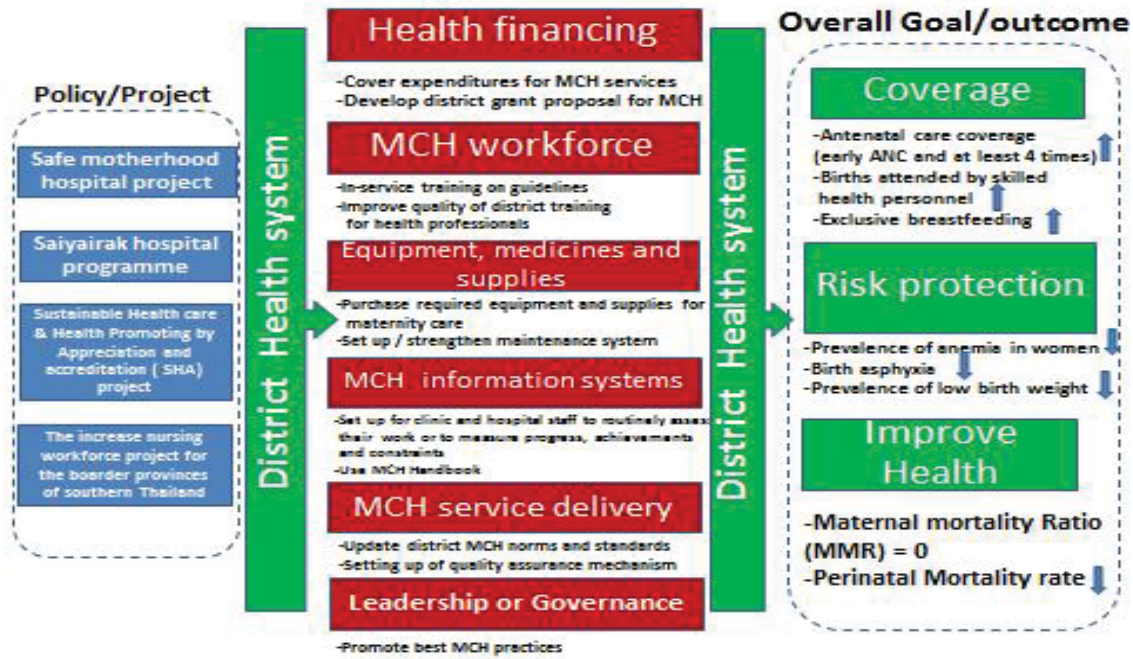 Policy/Project
Safe motherhood
hospital project
Saiyairak hospital
programme
Sustainable Health care
& Health Promoting by
Appreciation and
accreditation ( SHA)
project
The increase nursing
workforce project for
the boarder provinces
of southern Thailand
District Health system
Health financing
-Cover expenditures for MCH services
-Develop district grant proposal for MCH
MCH workforce
-In-service training on guidelines
-Improve quality of district training
for health professionals
Equipment, medicines and
supplies
-Purchase required equipment and supplies for
maternity care
-Set up / strengthen maintenance system
MCH information systems
-Set up for clinic and hospital staff to routinely assess
their work or to measure progress, achievements
and constraints
-Use MCH Handbook
MCH service delivery
-Update district MCH norms and standards
-Setting up of quality assurance mechanism
Leadership or Governance
-Promote best MCH practices
District Health system
Overall Goal/outcome
Coverage
-Antenatal care coverage
(early ANC and at least 4 times)
-Births attended by skilled
health personnel
-Exclusive breastfeeding
Risk protection
-Prevalence of anemia in women
-Birth asphyxia
-Prevalence of low birth weight
Improve
Health
-Maternal mortality Ratio
(MMR) = 0
-Perinatal Mortality rate